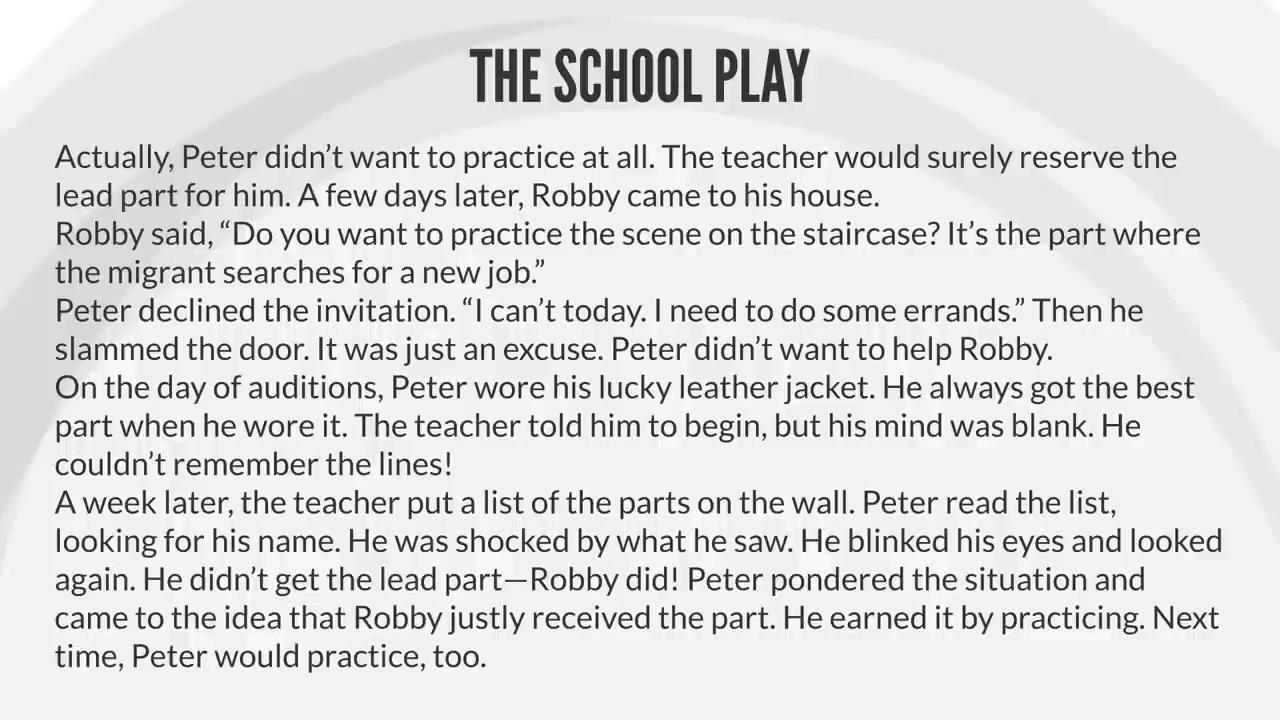 THE SCHOOL PLAY
Actually, Peter didn’t want to practice at all. The teacher would surely reserve the
lead part for him. A few days later, Robby came to his house.
Robby said, “Do you want to practice the scene on the staircase? It’s the part where
the migrant searches for a new job.”
Peter declined the invitation. “I can’t today. I need to do some errands.” Then he
slammed the door. It was just an excuse. Peter didn’t want to help Robby.
On the day of auditions, Peter wore his lucky leather jacket. He always got the best
part when he wore it. The teacher told him to begin, but his mind was blank. He
couldn’t remember the lines!
A week later, the teacher put a list of the parts on the wall. Peter read the list,
looking for his name. He was shocked by what he saw. He blinked his eyes and looked
again. He didn’t get the lead part—Robby did! Peter pondered the situation and
came to the idea that Robby justly received the part. He earned it by practicing. Next
time, Peter would practice, too.